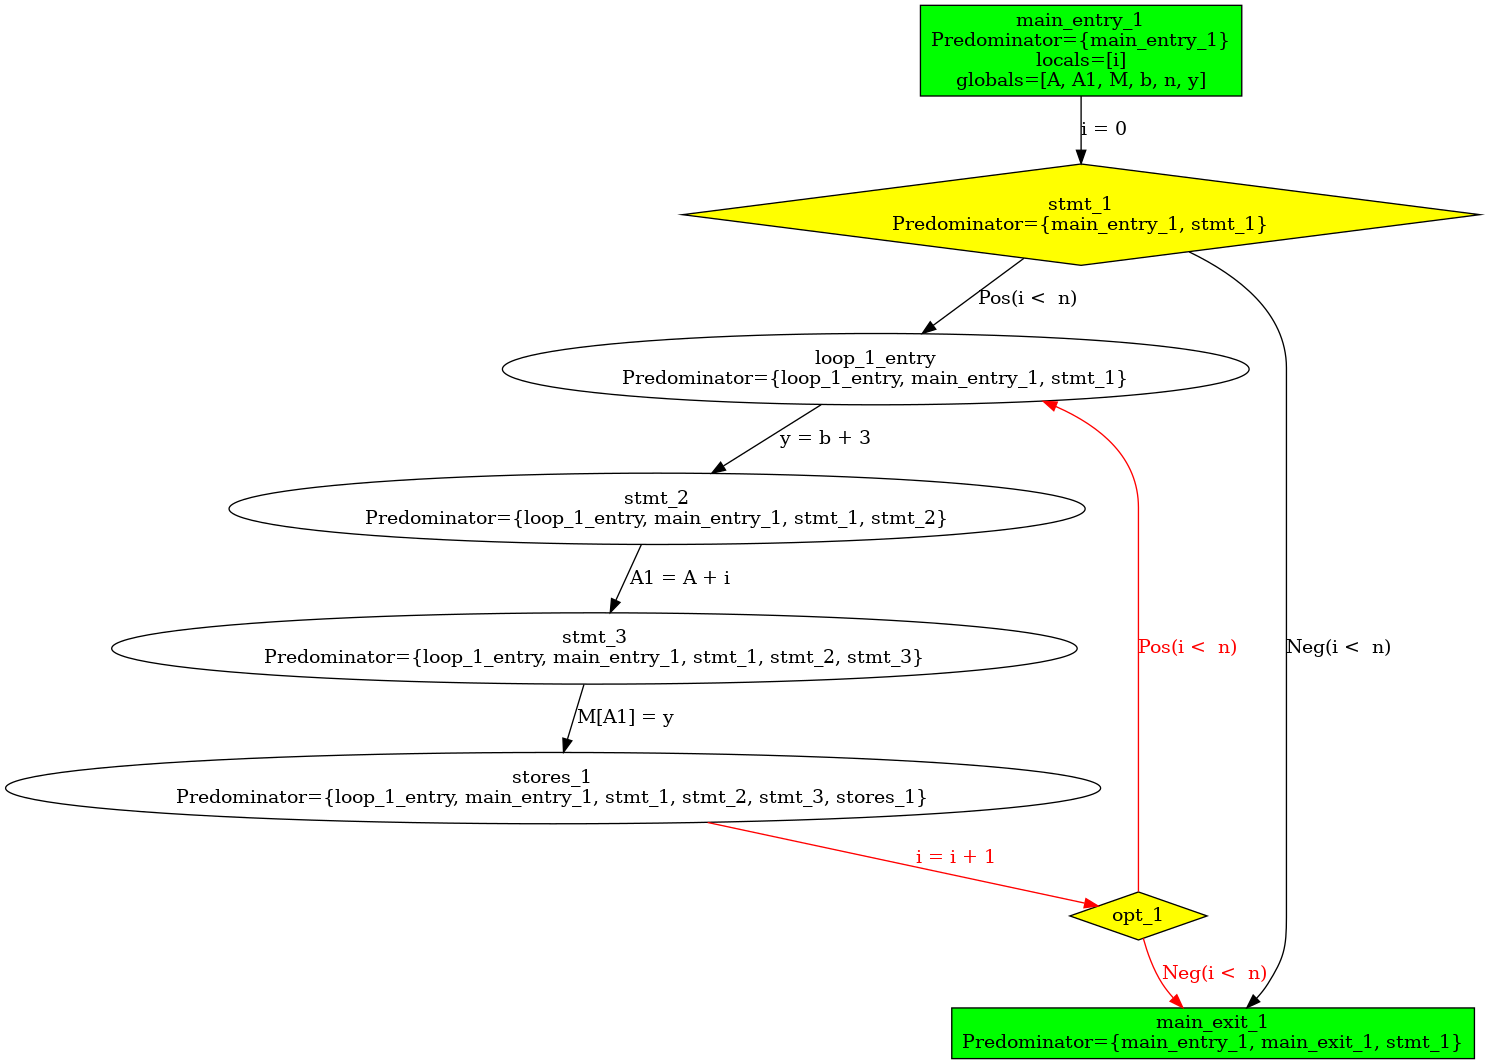 main_entry_1
Predominator={main_entry_1}
locals=[i]
globals=[A, A1, M, b, n, y]
i = 0
stmt_1
Predominator={main_entry_1, stmt_1}
Pos(i <  n)
loop_1_entry
Predominator={loop_1_entry, main_entry_1, stmt_1}
y = b + 3
stmt_2
Predominator={loop_1_entry, main_entry_1, stmt_1, stmt_2}
A1 = A + i
stmt_3
Predominator={loop_1_entry, main_entry_1, stmt_1, stmt_2, stmt_3}
Pos(i <  n)
Neg(i <  n)
M[A1] = y
stores_1
Predominator={loop_1_entry, main_entry_1, stmt_1, stmt_2, stmt_3, stores_1}
i = i + 1
opt_1
Neg(i <  n)
main_exit_1
Predominator={main_entry_1, main_exit_1, stmt_1}